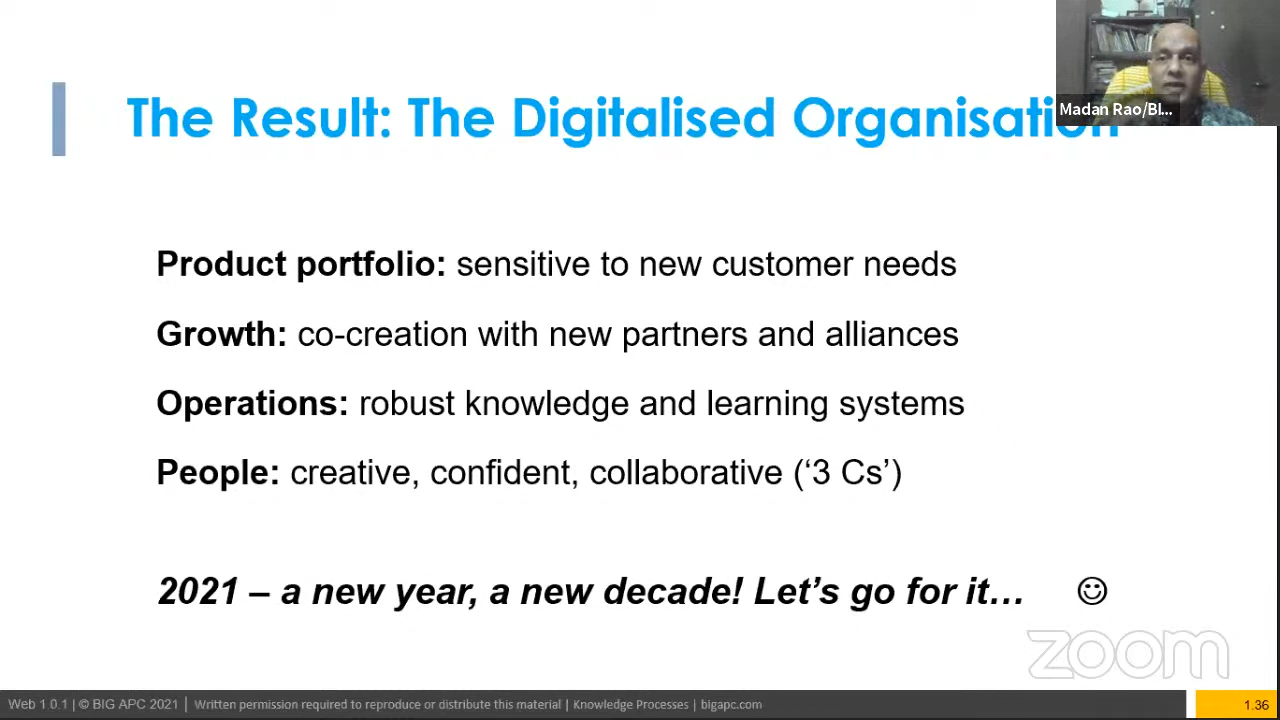 The Result: The Digitalised Organisation
Madan Rao/BI...
Product portfolio: sensitive to new customer needs
Growth: co-creation with new partners and alliances
Operations: robust knowledge and learning systems
People: creative, confident, collaborative (‘3 Cs’)
2021 – a new year, a new decade! Let’s go for it… ☺
zoom
Web 1 0.1 | © BIG APC 2021 | Written permission required to reproduce or distribute this material | Knowledge Processes | bigapc.com
1.36